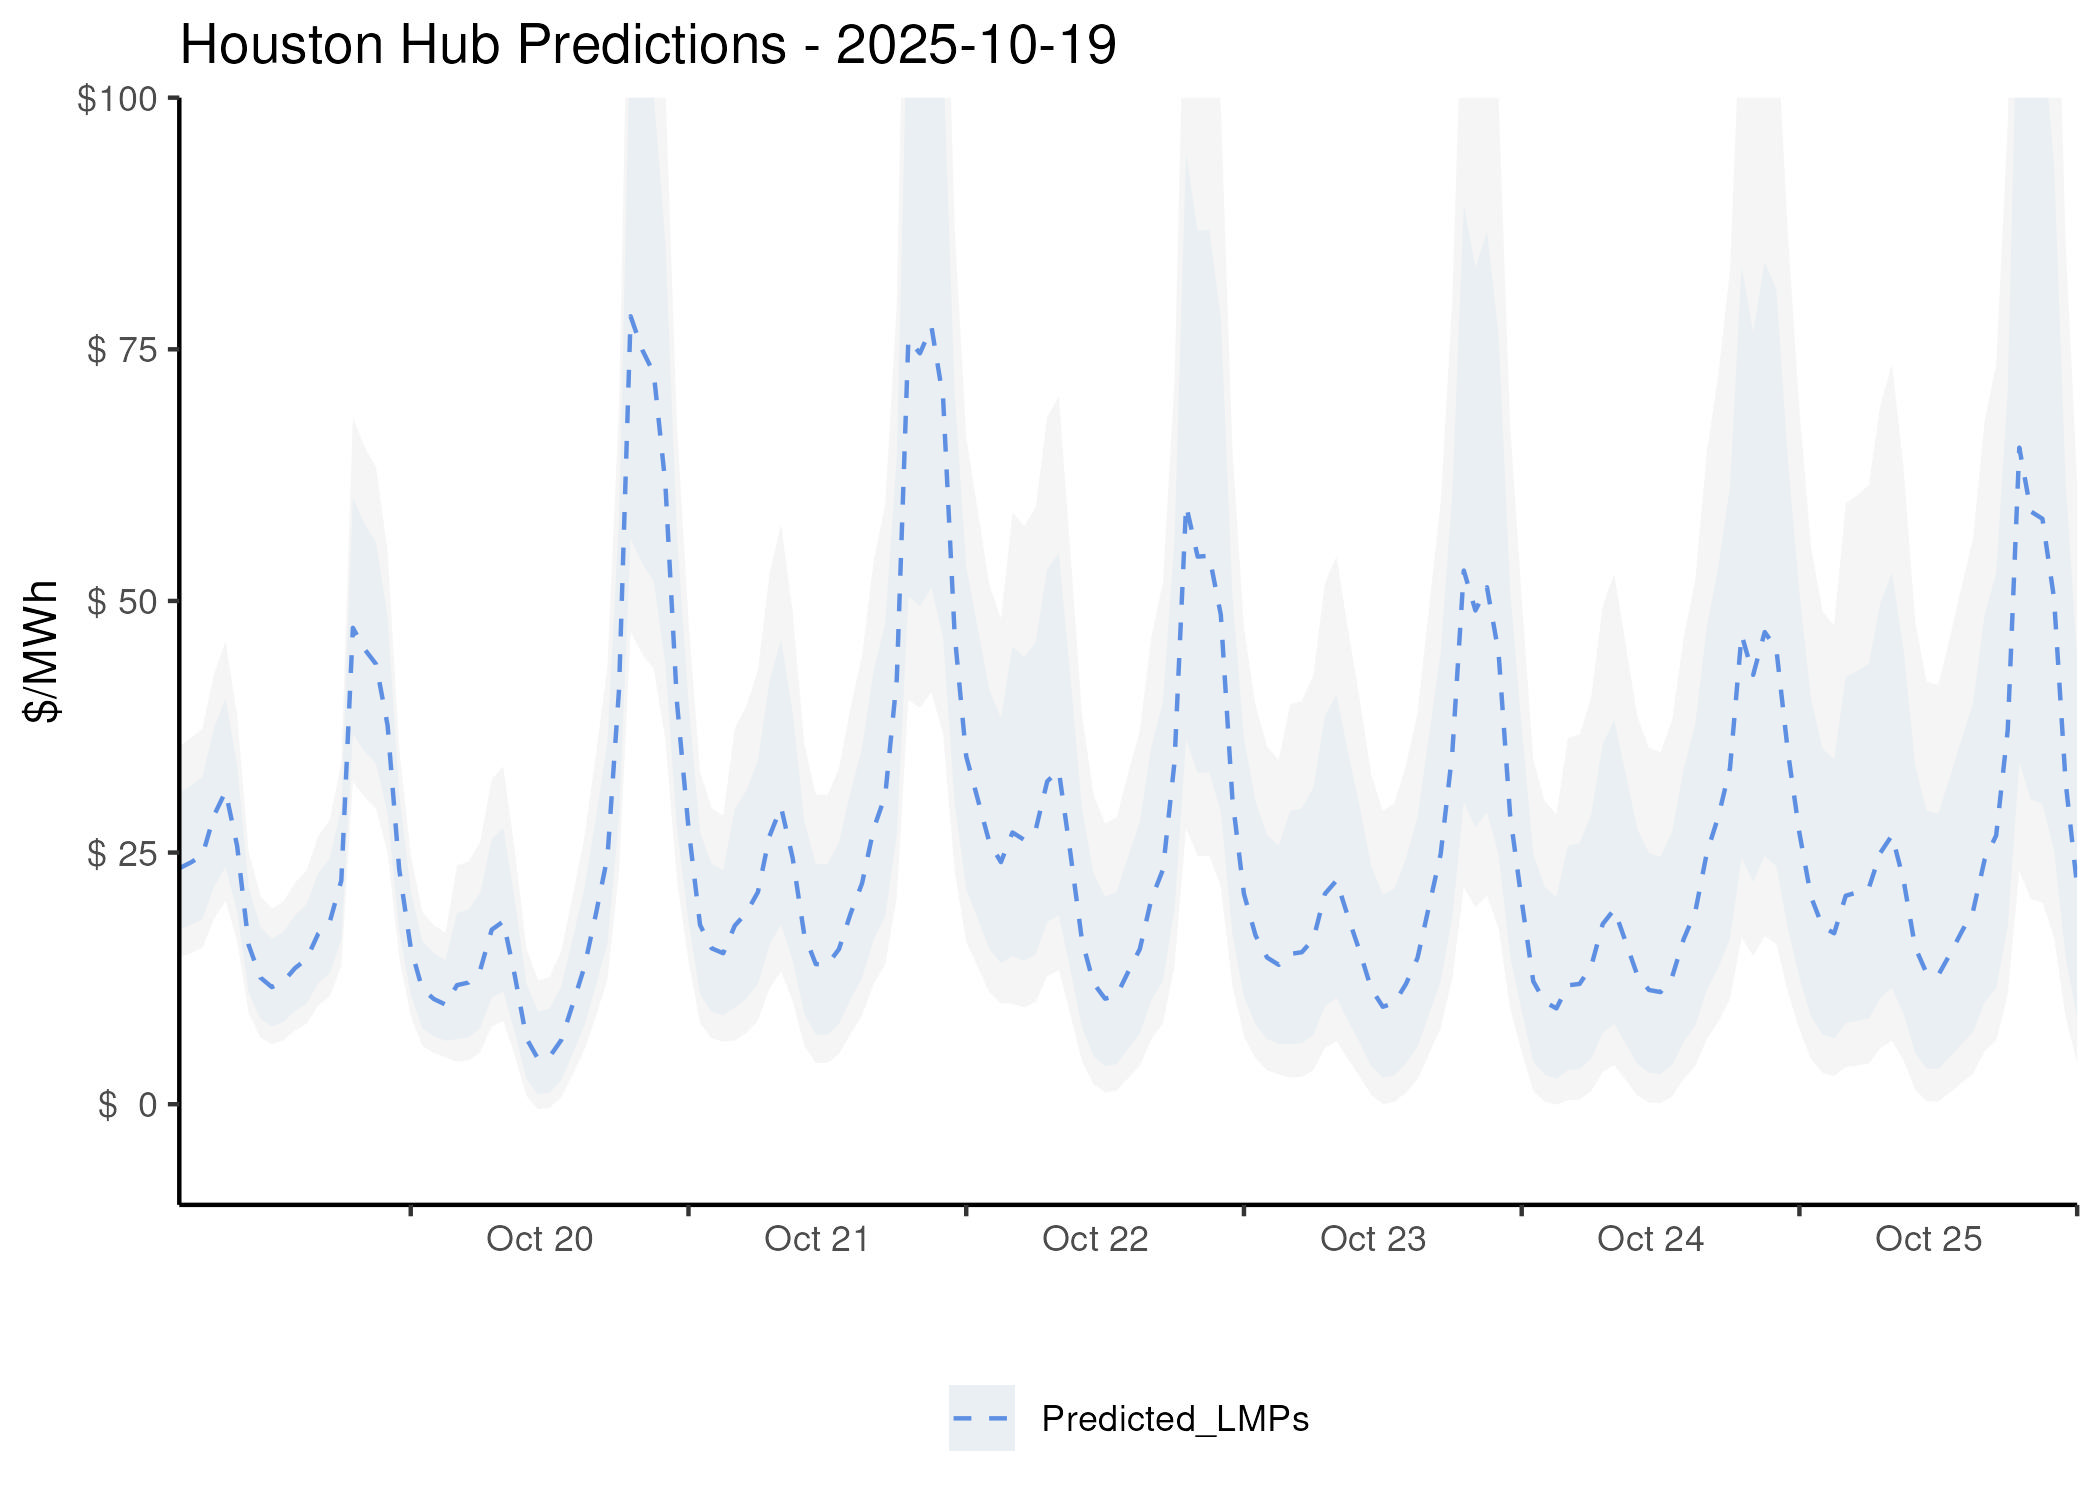 Houston Hub Predictions - 2025-10-19
$100
$ 75
$ 50
$ 25
$ 0
$/MWh
Oct 20 Oct 21 Oct 22 Oct 23 Oct 24 Oct 25
Predicted_LMPs